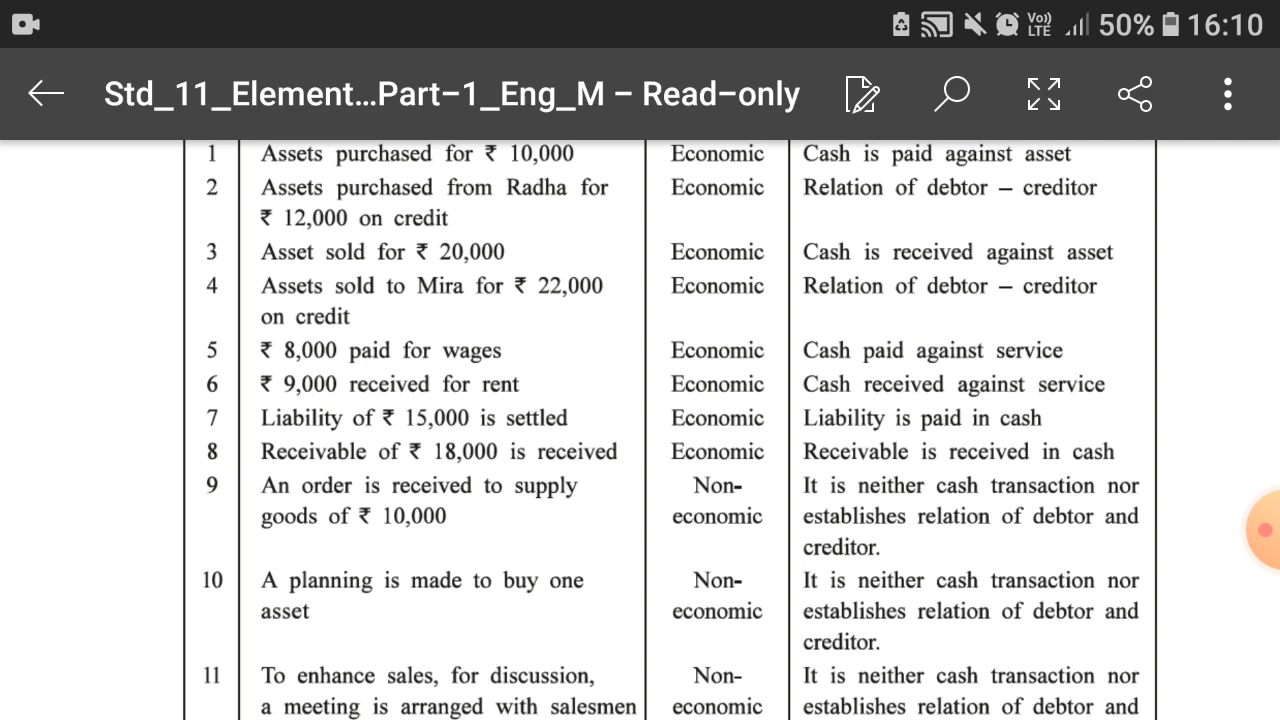 Vo)) LTE 50% 16:10
Std_11_Element...Part–1_Eng_M – Read–only
1 Assets purchased for ₹ 10,000 Economic Cash is paid against asset
2 Assets purchased from Radha for Economic Relation of debtor – creditor
₹ 12,000 on credit
3 Asset sold for ₹ 20,000 Economic Cash is received against asset
4 Assets sold to Mira for ₹ 22,000 Economic Relation of debtor – creditor
on credit
5 ₹ 8,000 paid for wages Economic Cash paid against service
6 ₹ 9,000 received for rent Economic Cash received against service
7 Liability of ₹ 15,000 is settled Economic Liability is paid in cash
8 Receivable of ₹ 18,000 is received Economic Receivable is received in cash
9 An order is received to supply Non- It is neither cash transaction nor
goods of ₹ 10,000 economic establishes relation of debtor and
creditor.
10 A planning is made to buy one Non- It is neither cash transaction nor
asset economic establishes relation of debtor and
creditor.
11 To enhance sales, for discussion, Non- It is neither cash transaction nor
a meeting is arranged with salesmen economic establishes relation of debtor and